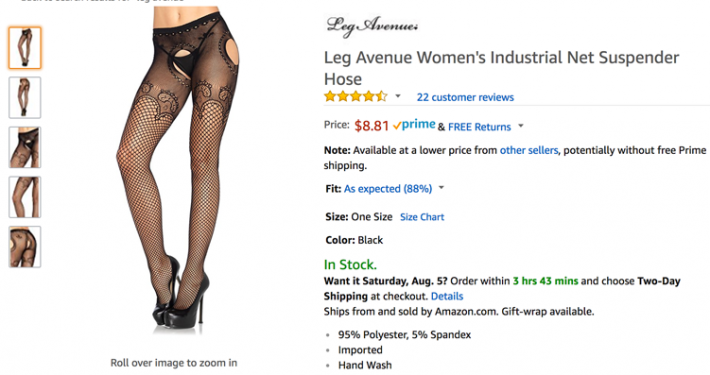 Leg Avenue
Leg Avenue Women's Industrial Net Suspender
Hose
22 customer reviews
Price: $8.81 prime & FREE Returns
Note: Available at a lower price from other sellers, potentially without free Prime
shipping.
Fit: As expected (88%)
Size: One Size Size Chart
Color: Black
In Stock.
Want it Saturday, Aug. 5? Order within 3 hrs 43 mins and choose Two-Day
Shipping at checkout. Details
Ships from and sold by Amazon.com. Gift-wrap available.
• 95% Polyester, 5% Spandex
• Imported
• Hand Wash
Roll over image to zoom in